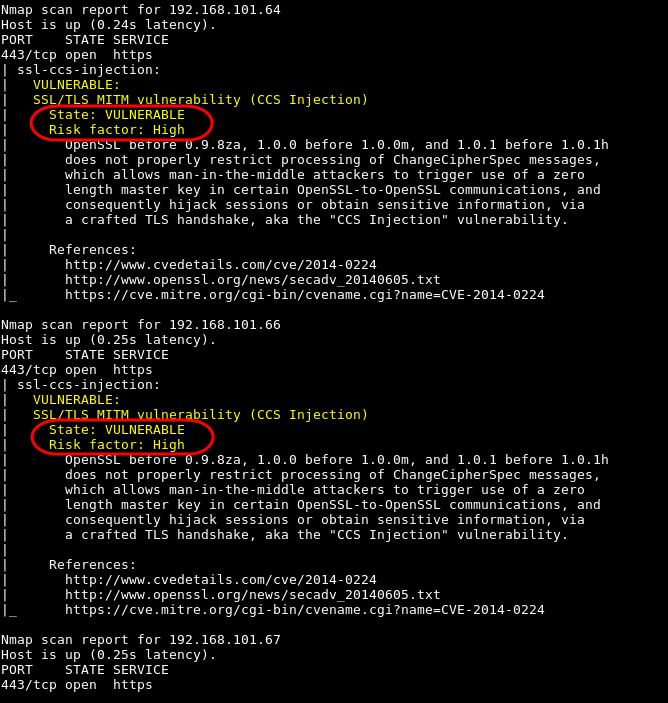 Nmap scan report for 192.168.101.64
Host is up (0.24s latency).
PORT    STATE SERVICE
443/tcp open  https
| ssl-ccs-injection:
|   VULNERABLE:
|   SSL/TLS MITM vulnerability (CCS Injection)
|     State: VULNERABLE
|     Risk factor: High
|       OpenSSL before 0.9.8za, 1.0.0 before 1.0.0m, and 1.0.1 before 1.0.1h
|       does not properly restrict processing of ChangeCipherSpec messages,
|       which allows man-in-the-middle attackers to trigger use of a zero
|       length master key in certain OpenSSL-to-OpenSSL communications, and
|       consequently hijack sessions or obtain sensitive information, via
|       a crafted TLS handshake, aka the "CCS Injection" vulnerability.
|
|     References:
|       http://www.cvedetails.com/cve/2014-0224
|       http://www.openssl.org/news/secadv_20140605.txt
|_      https://cve.mitre.org/cgi-bin/cvename.cgi?name=CVE-2014-0224

Nmap scan report for 192.168.101.66
Host is up (0.25s latency).
PORT    STATE SERVICE
443/tcp open  https
| ssl-ccs-injection:
|   VULNERABLE:
|   SSL/TLS MITM vulnerability (CCS Injection)
|     State: VULNERABLE
|     Risk factor: High
|       OpenSSL before 0.9.8za, 1.0.0 before 1.0.0m, and 1.0.1 before 1.0.1h
|       does not properly restrict processing of ChangeCipherSpec messages,
|       which allows man-in-the-middle attackers to trigger use of a zero
|       length master key in certain OpenSSL-to-OpenSSL communications, and
|       consequently hijack sessions or obtain sensitive information, via
|       a crafted TLS handshake, aka the "CCS Injection" vulnerability.
|
|     References:
|       http://www.cvedetails.com/cve/2014-0224
|       http://www.openssl.org/news/secadv_20140605.txt
|_      https://cve.mitre.org/cgi-bin/cvename.cgi?name=CVE-2014-0224

Nmap scan report for 192.168.101.67
Host is up (0.25s latency).
PORT    STATE SERVICE
443/tcp open  https